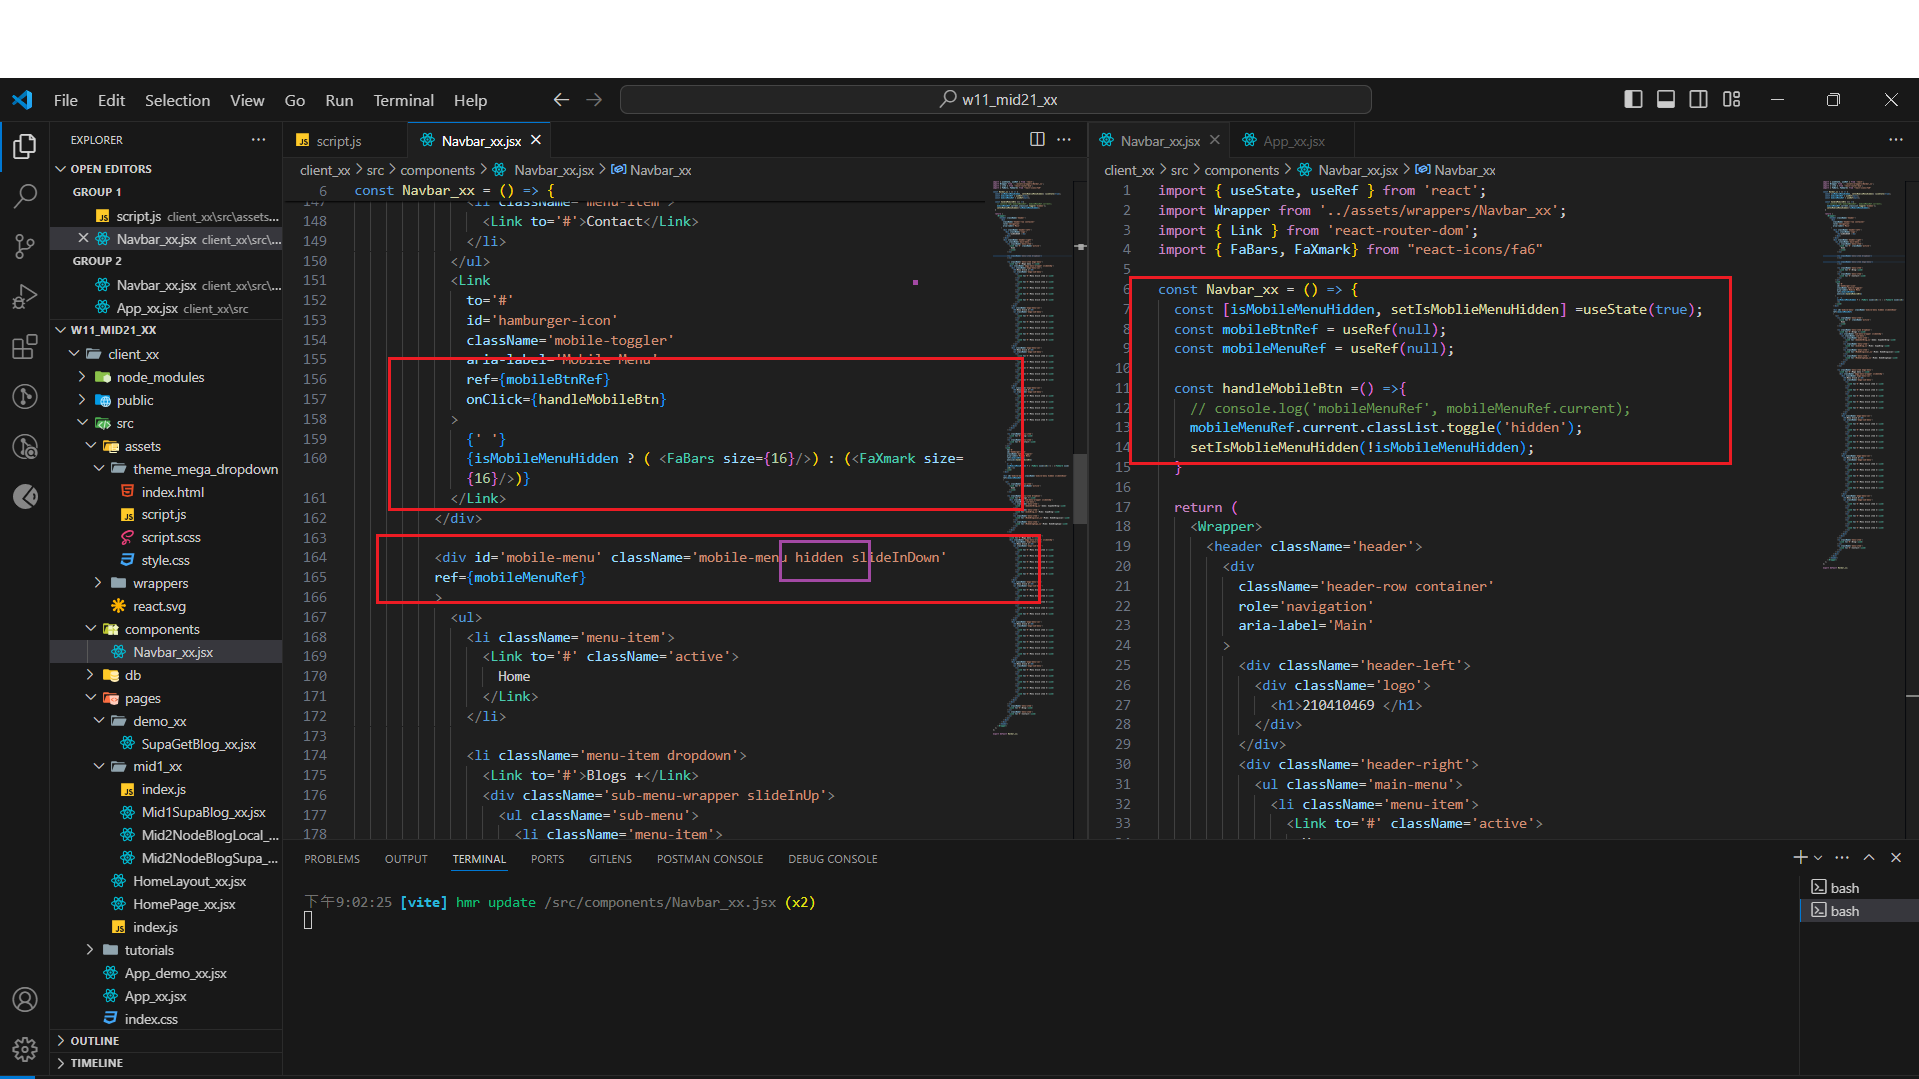 File Edit Selection View Go Run Terminal Help
w11_mid21_xx
EXPLORER
OPEN EDITORS
GROUP 1
script.js client_xx\src\assets...
Navbar_xx.jsx client_xx\src\...
GROUP 2
Navbar_xx.jsx client_xx\src\...
App_xx.jsx client_xx\src
W11_MID21_XX
client_xx
node_modules
public
src
assets
theme_mega_dropdown
index.html
script.js
script.scss
style.css
wrappers
react.svg
components
Navbar_xx.jsx
db
pages
demo_xx
SupaGetBlog_xx.jsx
mid1_xx
index.js
Mid1SupaBlog_xx.jsx
Mid2NodeBlogLocal_...
Mid2NodeBlogSupa_...
HomeLayout_xx.jsx
HomePage_xx.jsx
index.js
tutorials
App_demo_xx.jsx
App_xx.jsx
index.css
OUTLINE
TIMELINE
script.js
Navbar_xx.jsx
client_xx > src > components > Navbar_xx.jsx > Navbar_xx
6 const Navbar_xx = () => {
147 <li className='menu-item'>
148 <Link to='#'>Contact</Link>
149 </li>
150 </ul>
151 <Link
152 to='#'
153 id='hamburger-icon'
154 className='mobile-toggler'
155 aria-label='Mobile Menu'
156 ref={mobileBtnRef}
157 onClick={handleMobileBtn}
158 >
159 {' '}
160 {isMobileMenuHidden ? ( <FaBars size={16}/>) : (<FaXmark size=
{16}/>)}
161 </Link>
162 </div>
163
164 <div id='mobile-menu' className='mobile-menu hidden slideInDown'
165 ref={mobileMenuRef}
166 >
167 <ul>
168 <li className='menu-item'>
169 <Link to='#' className='active'>
170 Home
171 </Link>
172 </li>
173
174 <li className='menu-item dropdown'>
175 <Link to='#'>Blogs +</Link>
176 <div className='sub-menu-wrapper slideInUp'>
177 <ul className='sub-menu'>
178 <li className='menu-item'>
Navbar_xx.jsx
App_xx.jsx
client_xx > src > components > Navbar_xx.jsx > Navbar_xx
1 import { useState, useRef } from 'react';
2 import Wrapper from '../assets/wrappers/Navbar_xx';
3 import { Link } from 'react-router-dom';
4 import { FaBars, FaXmark} from "react-icons/fa6"
5
6 const Navbar_xx = () => {
7 const [isMobileMenuHidden, setIsMoblieMenuHidden] =useState(true);
8 const mobileBtnRef = useRef(null);
9 const mobileMenuRef = useRef(null);
10
11 const handleMobileBtn =() =>{
12 // console.log('mobileMenuRef', mobileMenuRef.current);
13 mobileMenuRef.current.classList.toggle('hidden');
14 setIsMoblieMenuHidden(!isMobileMenuHidden);
15 }
16
17 return (
18 <Wrapper>
19 <header className='header'>
20 <div
21 className='header-row container'
22 role='navigation'
23 aria-label='Main'
24 >
25 <div className='header-left'>
26 <div className='logo'>
27 <h1>210410469 </h1>
28 </div>
29 </div>
30 <div className='header-right'>
31 <ul className='main-menu'>
32 <li className='menu-item'>
33 <Link to='#' className='active'>
PROBLEMS OUTPUT TERMINAL PORTS GITLENS POSTMAN CONSOLE DEBUG CONSOLE
下午9:02:25 [vite] hmr update /src/components/Navbar_xx.jsx (x2)
bash
bash